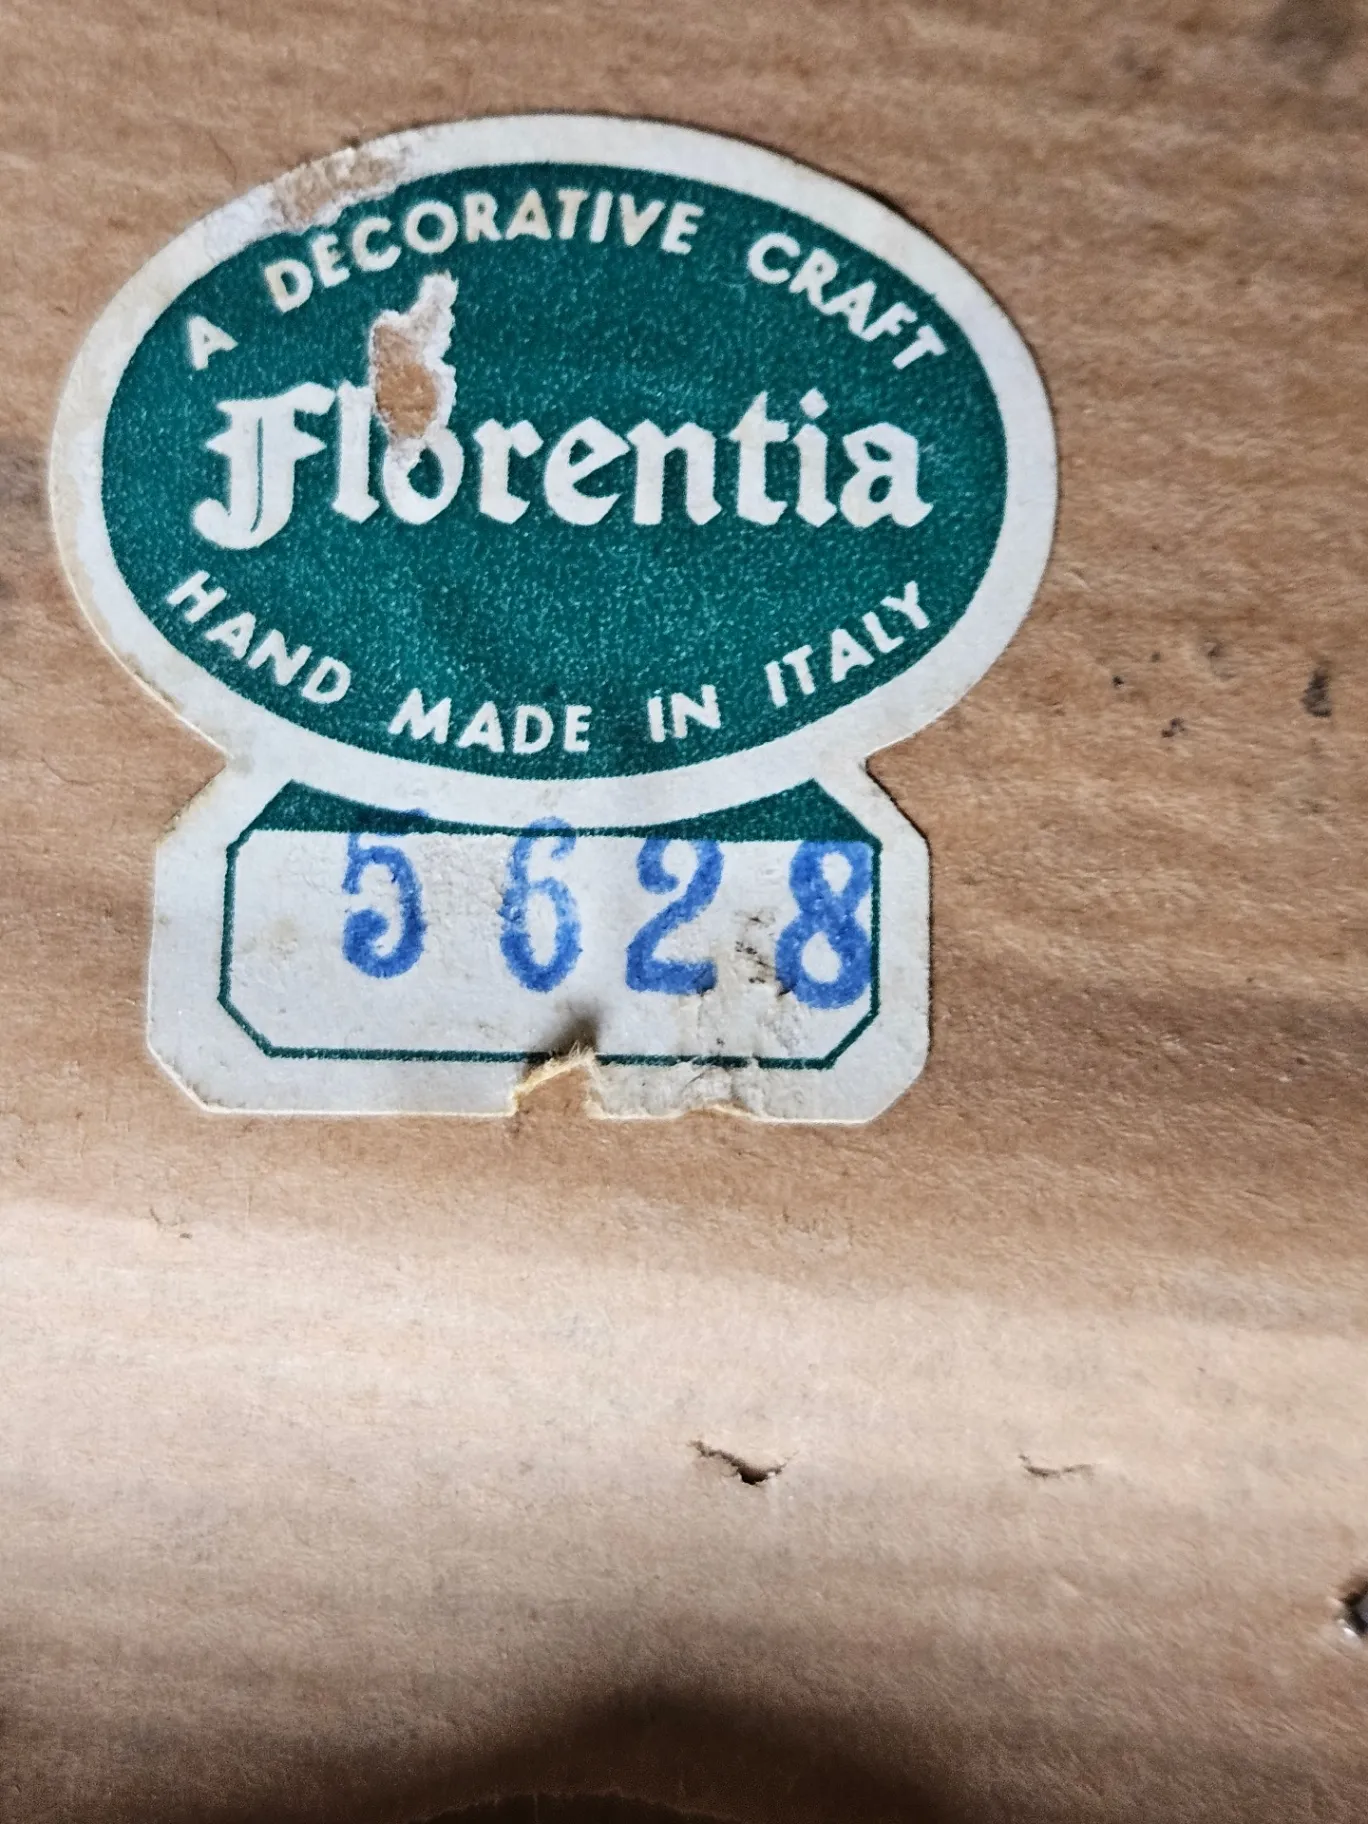 A DECORATIVE CRAFT
Florentia
HAND MADE IN ITALY
5628